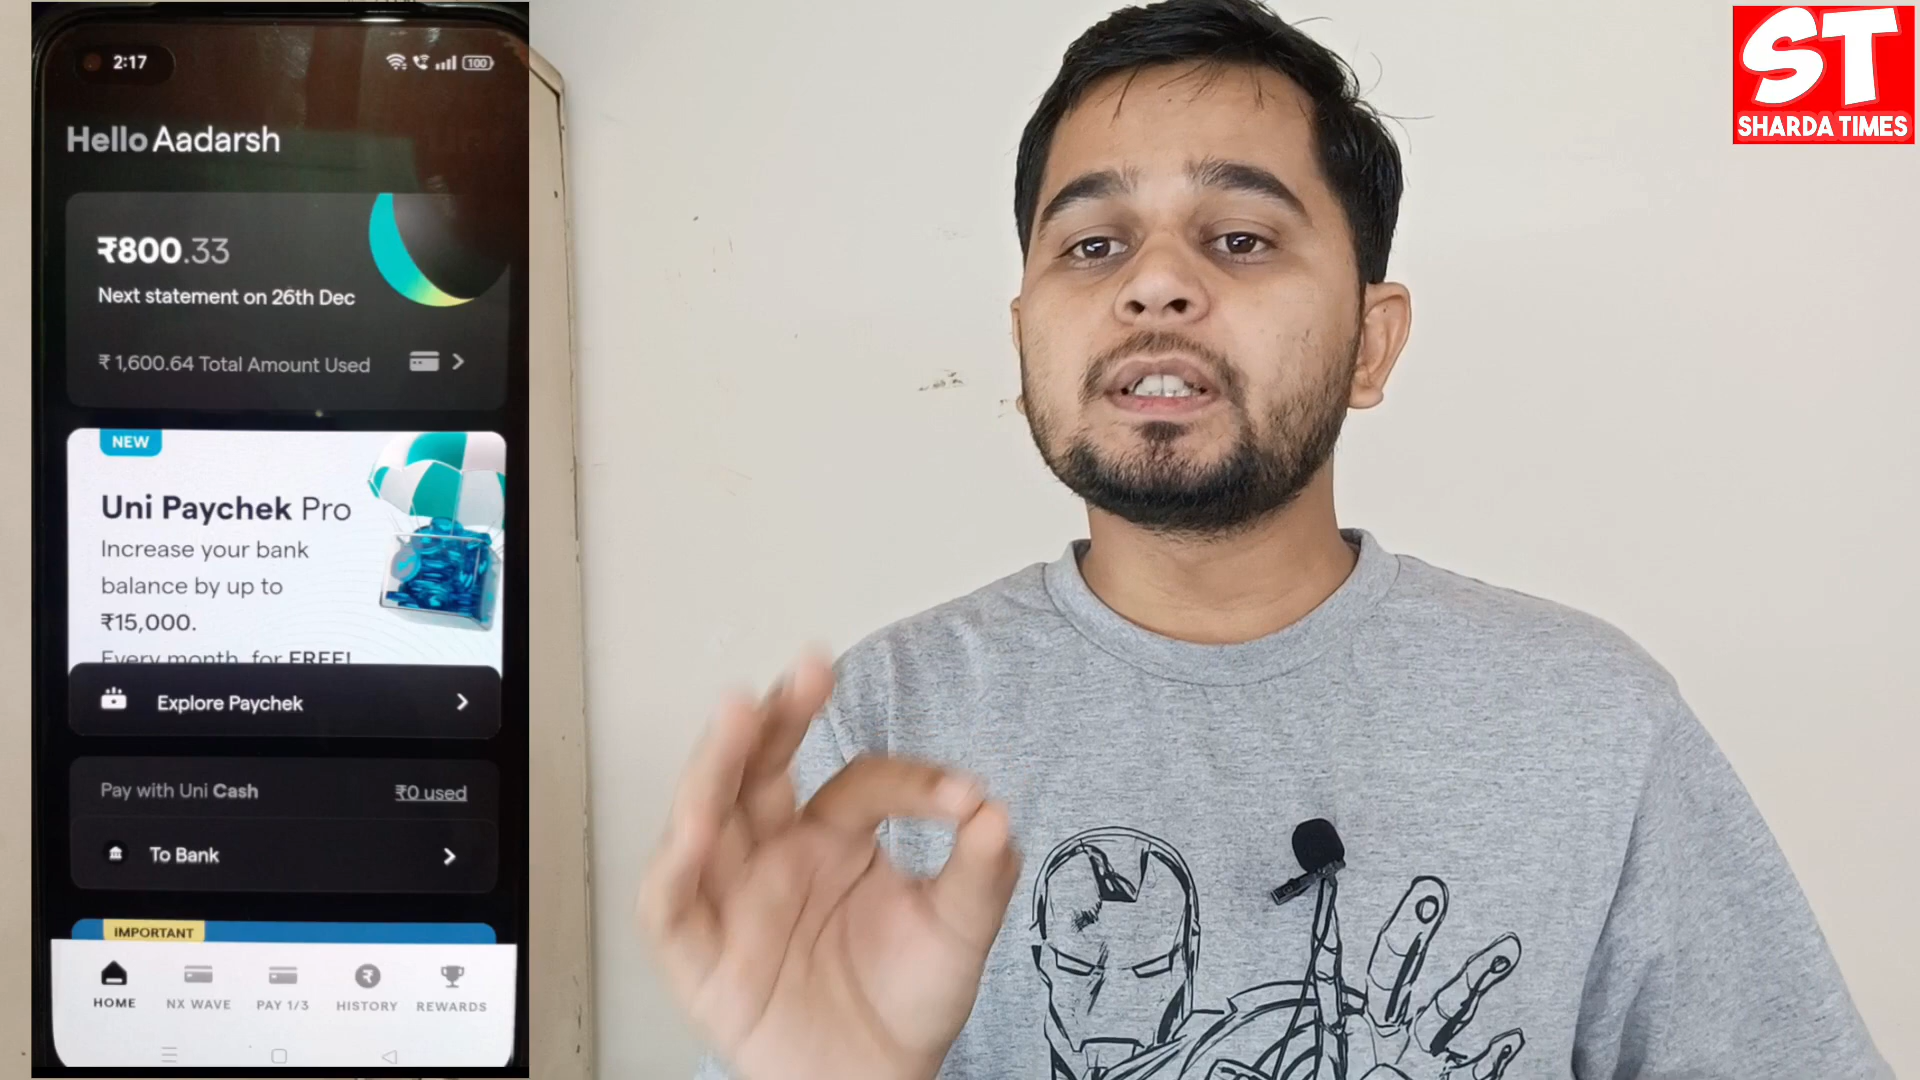 2:17
100
Hello Aadarsh
₹800.33
Next statement on 26th Dec
₹ 1,600.64 Total Amount Used
NEW
Uni Paychek Pro
Increase your bank
balance by up to
₹15,000.
Every month, for FREE!
Explore Paychek
Pay with Uni Cash
₹0 used
To Bank
IMPORTANT
HOME
NX WAVE
PAY 1/3
HISTORY
REWARDS
ST
SHARDA TIMES